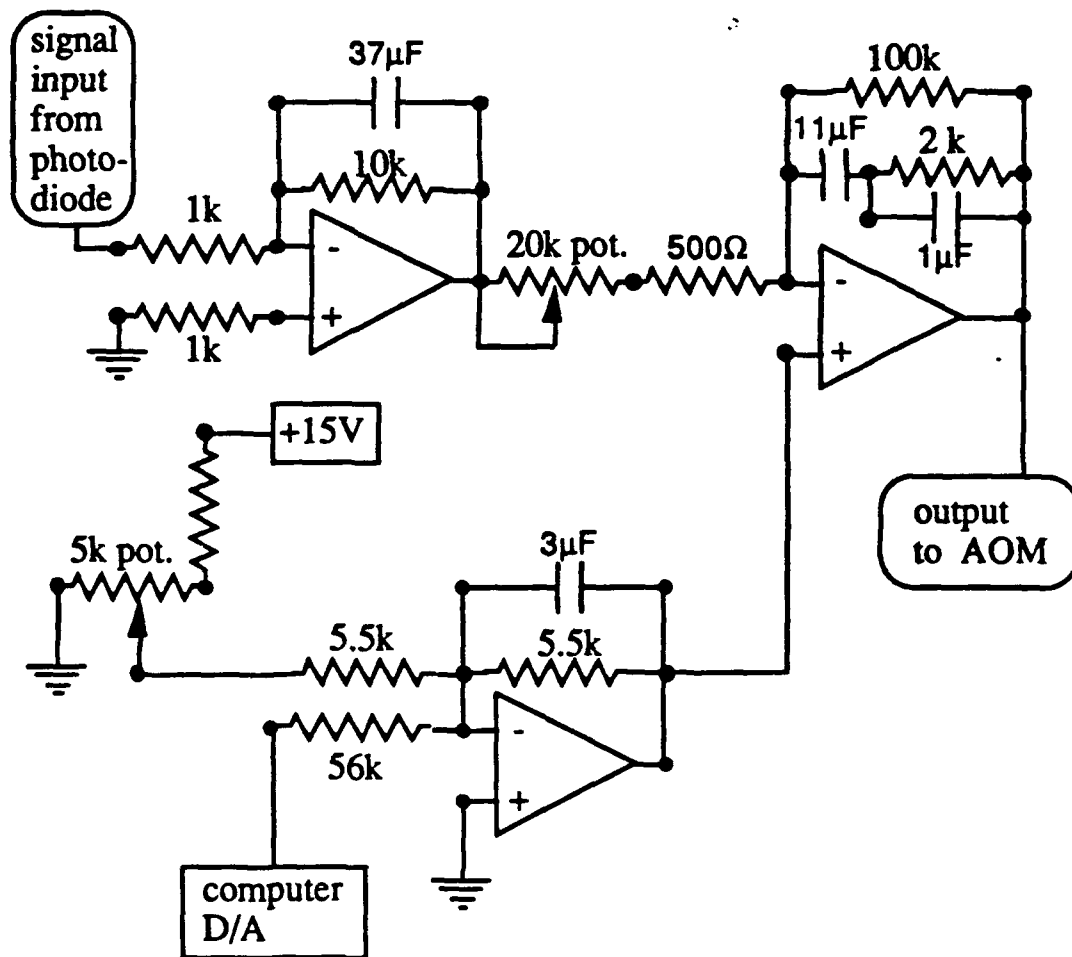 signal
input
from
photo-
diode
37μF
10k
1k
-
+
1k
20k pot.
500Ω
100k
11μF
2 k
1μF
-
+
output
to AOM
+15V
5k pot.
3μF
5.5k
5.5k
56k
-
+
computer
D/A